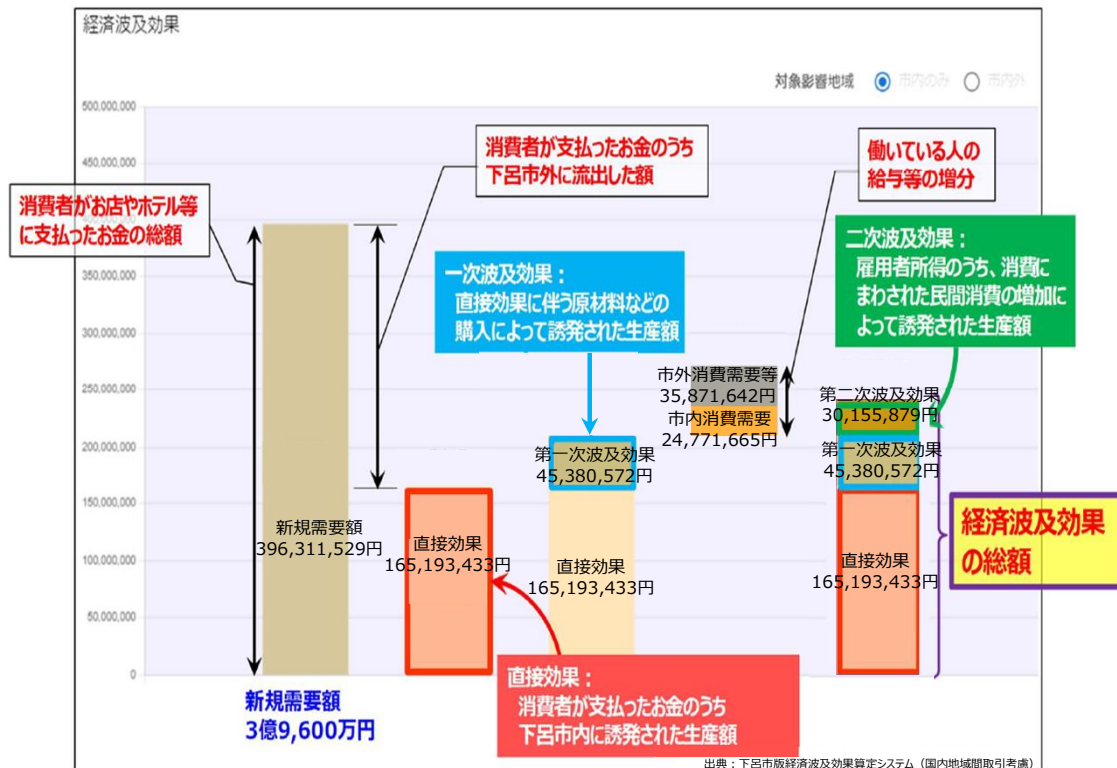 経済波及効果
対象影響地域
市内のみ
市内外
500,000,000
450,000,000
350,000,000
300,000,000
250,000,000
200,000,000
150,000,000
100,000,000
50,000,000
0
消費者がお店やホテル等
に支払ったお金の総額
消費者が支払ったお金のうち
下呂市外に流出した額
働いている人の
給与等の増分
一次波及効果：
直接効果に伴う原材料などの
購入によって誘発された生産額
二次波及効果：
雇用者所得のうち、消費に
まわされた民間消費の増加に
よって誘発された生産額
新規需要額
396,311,529円
直接効果
165,193,433円
第一次波及効果
45,380,572円
直接効果
165,193,433円
市外消費需要等
35,871,642円
市内消費需要
24,771,665円
第二次波及効果
30,155,879円
第一次波及効果
45,380,572円
直接効果
165,193,433円
経済波及効果
の総額
新規需要額
3億9,600万円
直接効果：
消費者が支払ったお金のうち
下呂市内に誘発された生産額
出典：下呂市版経済波及効果算定システム（国内地域間取引考慮）